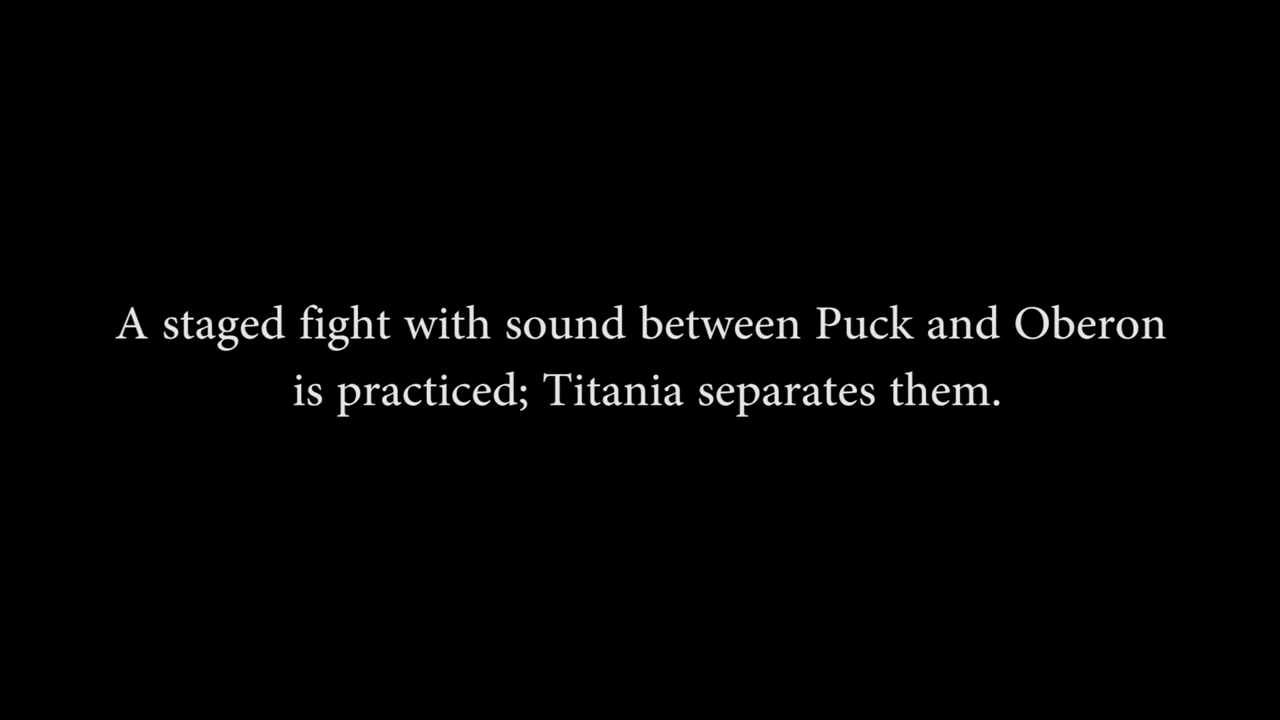 A staged fight with sound between Puck and Oberon
is practiced; Titania separates them.